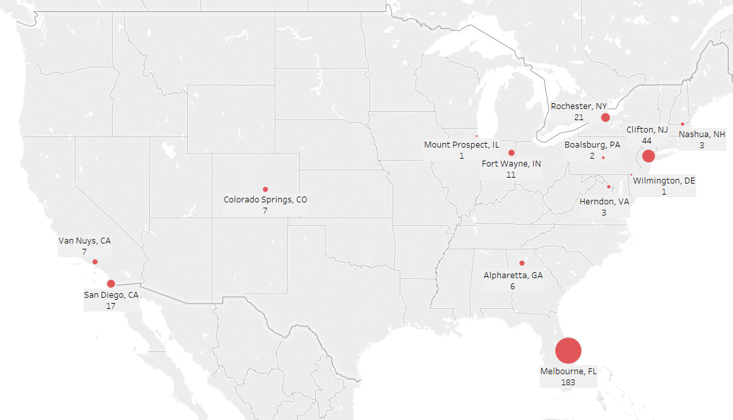 Rochester, NY
21
Clifton, NJ
44
Nashua, NH
3
Mount Prospect, IL
1
Boalsburg, PA
2
Fort Wayne, IN
11
Wilmington, DE
1
Colorado Springs, CO
7
Herndon, VA
3
Van Nuys, CA
7
Alpharetta, GA
6
San Diego, CA
17
Melbourne, FL
183